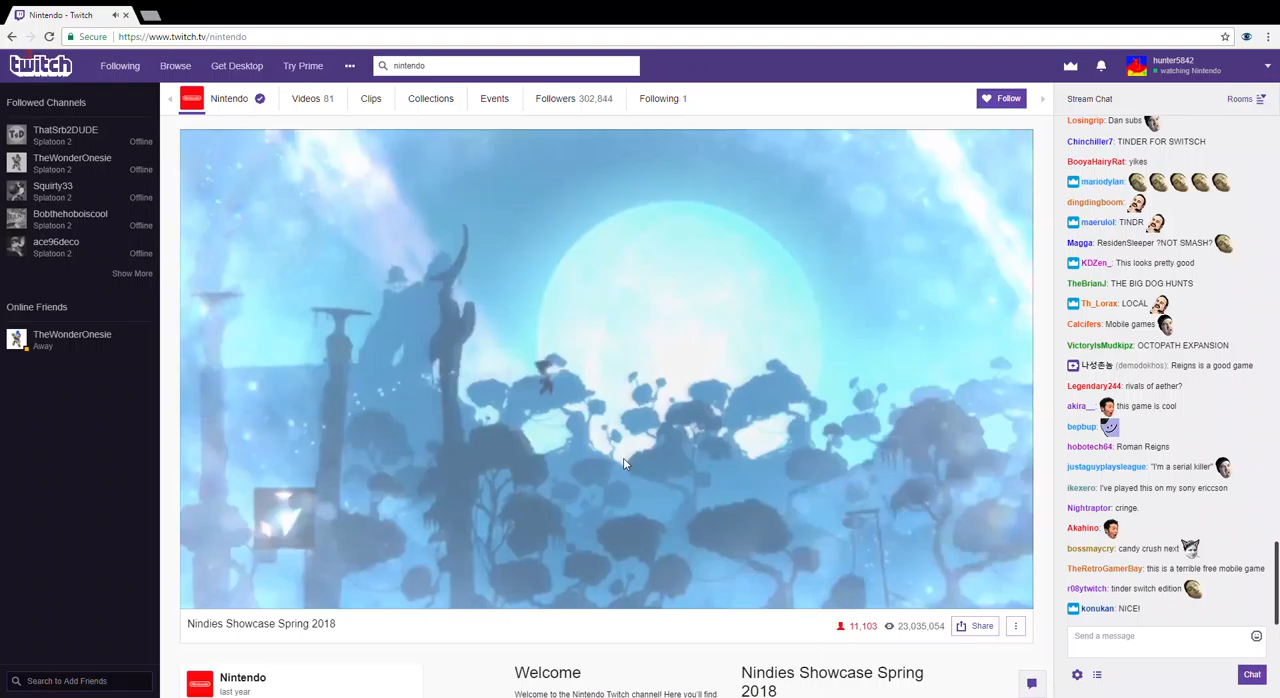 Nintendo - Twitch
Secure https://www.twitch.tv/nintendo
twitch Following Browse Get Desktop Try Prime ••• nintendo hunter5842
watching Nintendo
Followed Channels
ThatSrb2DUDE
Splatoon 2 Offline
TheWonderOnesie
Splatoon 2 Offline
Squirty33
Splatoon 2 Offline
Bobthehoboiscool
Splatoon 2 Offline
ace96deco
Splatoon 2 Offline
Show More
Online Friends
TheWonderOnesie
Away
Search to Add Friends
Nintendo Videos 81 Clips Collections Events Followers 302,844 Following 1 Follow
Nindies Showcase Spring 2018
11,103 23,035,054 Share
Nintendo
last year
Welcome
Welcome to the Nintendo Twitch channel! Here you'll find
Nindies Showcase Spring
2018
Stream Chat Rooms
Losingrip: Dan subs
Chinchiller7: TINDER FOR SWITSCH
BooyaHairyRat: yikes
mariodylan:
dingdingboom:
maerulol: TINDR
Magga: ResidenSleeper ?NOT SMASH?
KDZen_: This looks pretty good
TheBrianJ: THE BIG DOG HUNTS
Th_Lorax: LOCAL
Calcifers: Mobile games
VictoryIsMudkipz: OCTOPATH EXPANSION
나성촌놈 (demodokhos): Reigns is a good game
Legendary244: rivals of aether?
akira__: this game is cool
bepbup:
hobotech64: Roman Reigns
justaguyplaysleague: "I'm a serial killer"
ikexero: I've played this on my sony ericcson
Nightraptor: cringe.
Akahino:
bossmaycry: candy crush next
TheRetroGamerBay: this is a terrible free mobile game
r08ytwitch: tinder switch edition
konukan: NICE!
Send a message
Chat